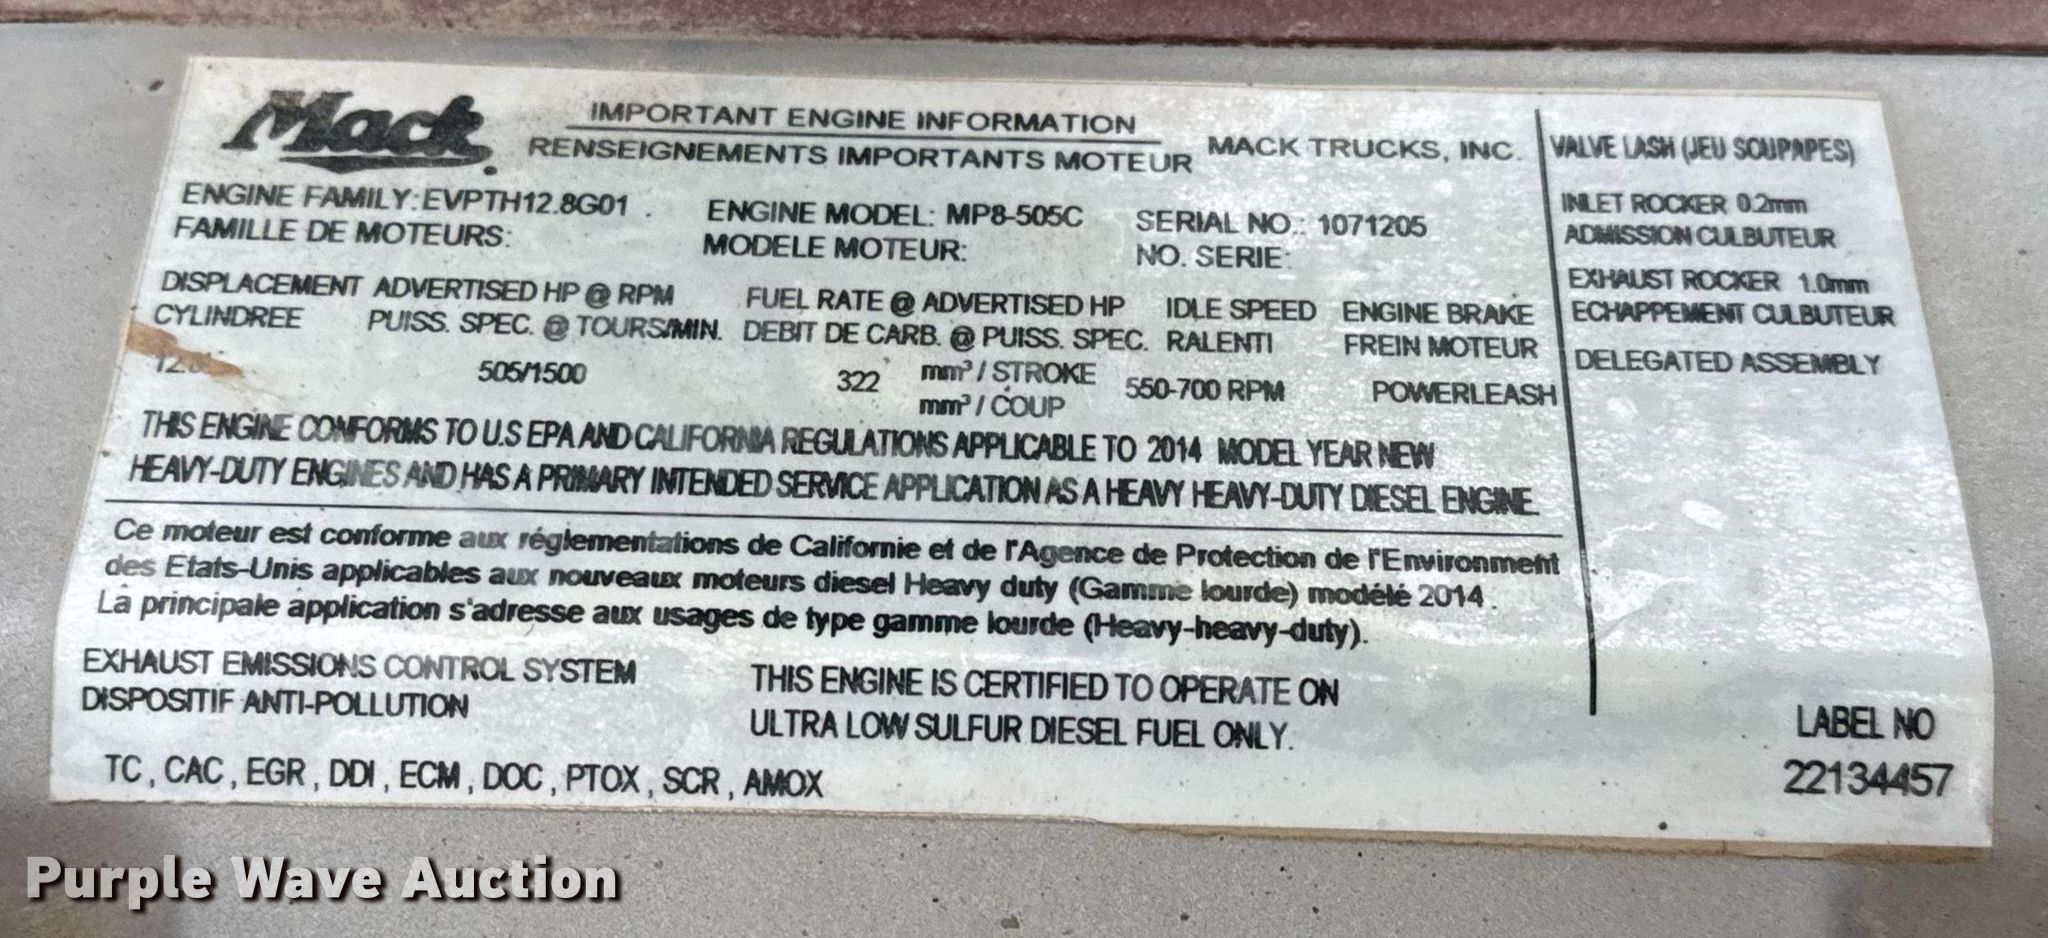 Mack
IMPORTANT ENGINE INFORMATION
RENSEIGNEMENTS IMPORTANTS MOTEUR
MACK TRUCKS, INC.
ENGINE FAMILY: EVPTH12.8G01 .
FAMILLE DE MOTEURS:
ENGINE MODEL: MP8-505C
MODELE MOTEUR:
SERIAL NO.: 1071205
NO. SERIE:
DISPLACEMENT
CYLINDREE
ADVERTISED HP @ RPM
PUISS. SPEC. @ TOURS/MIN.
505/1500
FUEL RATE @ ADVERTISED HP
DEBIT DE CARB. @ PUISS. SPEC.
322 mm³ / STROKE
mm³ / COUP
IDLE SPEED
RALENTI
550-700 RPM
ENGINE BRAKE
FREIN MOTEUR
POWERLEASH
THIS ENGINE CONFORMS TO U.S EPA AND CALIFORNIA REGULATIONS APPLICABLE TO 2014 MODEL YEAR NEW
HEAVY-DUTY ENGINES AND HAS A PRIMARY INTENDED SERVICE APPLICATION AS A HEAVY HEAVY-DUTY DIESEL ENGINE.
Ce moteur est conforme aux réglementations de Californie et de l'Agence de Protection de l'Environment
des Etats-Unis applicables aux nouveaux moteurs diesel Heavy duty (Gamme lourde) modélé 2014 .
La principale application s'adresse aux usages de type gamme lourde (Heavy-heavy-duty).
EXHAUST EMISSIONS CONTROL SYSTEM
DISPOSITIF ANTI-POLLUTION
TC , CAC , EGR , DDI , ECM , DOC , PTOX , SCR , AMOX
THIS ENGINE IS CERTIFIED TO OPERATE ON
ULTRA LOW SULFUR DIESEL FUEL ONLY.
VALVE LASH (JEU SOUPAPES)
INLET ROCKER 0.2mm
ADMISSION CULBUTEUR
EXHAUST ROCKER 1.0mm
ECHAPPEMENT CULBUTEUR
DELEGATED ASSEMBLY
LABEL NO
22134457
Purple Wave Auction